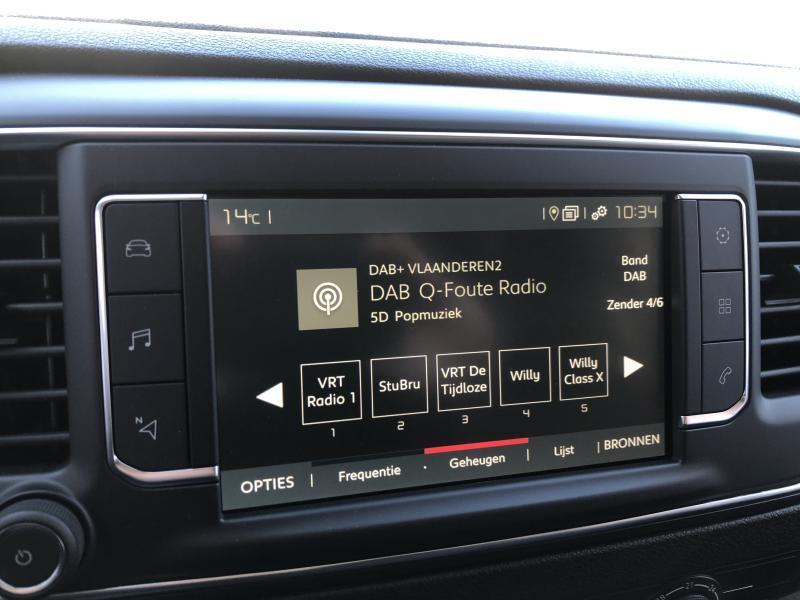 14°C
10:34
DAB+ VLAANDEREN2
DAB Q-Foute Radio
5D Popmuziek
Band
DAB
Zender 4/6
VRT
Radio 1
StuBru
VRT De
Tijdloze
Willy
Willy
Class X
1
2
3
4
5
OPTIES
Frequentie
Geheugen
Lijst
BRONNEN
N